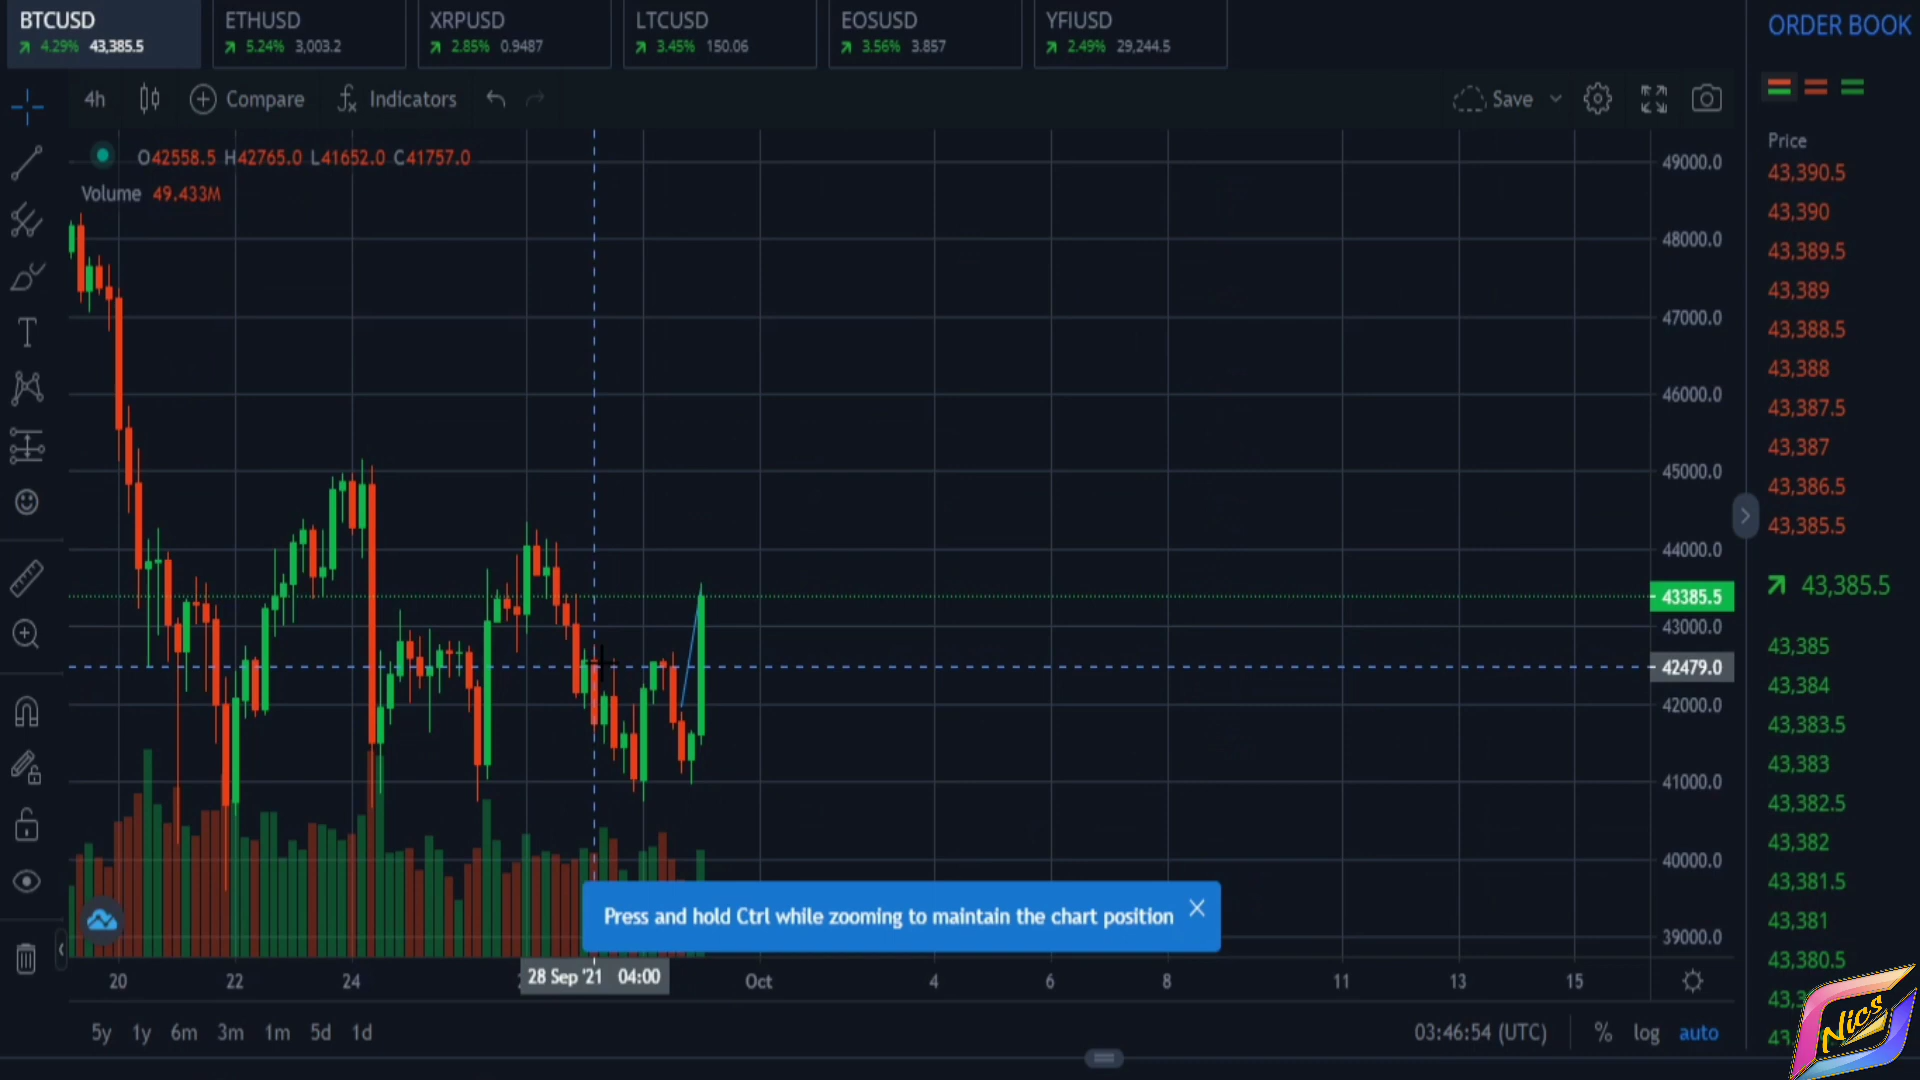 BTCUSD
4.29% 43,385.5
ETHUSD
5.24% 3,003.2
XRPUSD
2.85% 0.9487
LTCUSD
3.45% 150.06
EOSUSD
3.56% 3.857
YFIUSD
2.49% 29,244.5
ORDER BOOK
4h
Compare
Indicators
Save
O42558.5 H42765.0 L41652.0 C41757.0
Volume 49.433M
49000.0
48000.0
47000.0
46000.0
45000.0
44000.0
43385.5
43000.0
42479.0
42000.0
41000.0
40000.0
39000.0
Price
43,390.5
43,390
43,389.5
43,389
43,388.5
43,388
43,387.5
43,387
43,386.5
43,385.5
43,385.5
43,385
43,384
43,383.5
43,383
43,382.5
43,382
43,381.5
43,381
43,380.5
Press and hold Ctrl while zooming to maintain the chart position
20 22 24
28 Sep '21 04:00
Oct 4 6 8 11 13 15
5y 1y 6m 3m 1m 5d 1d
03:46:54 (UTC) % log auto
Nics